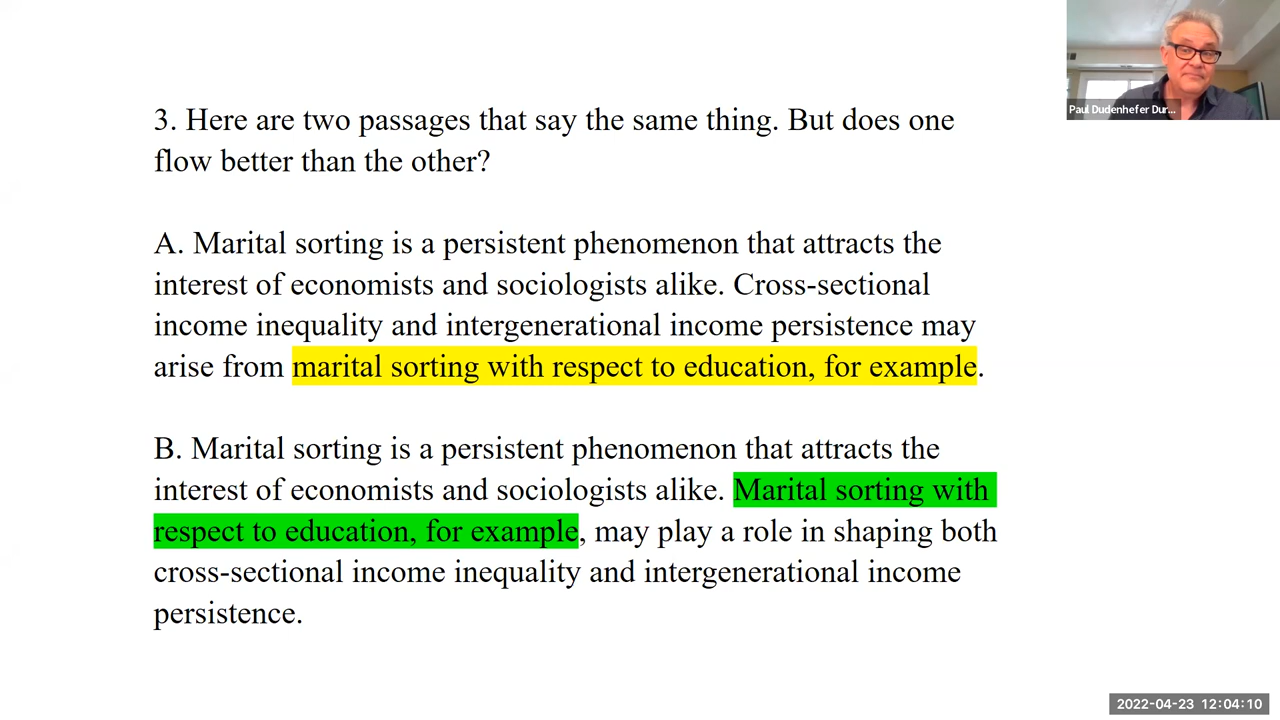 Paul Dudenhefer Dur...
3. Here are two passages that say the same thing. But does one
flow better than the other?
A. Marital sorting is a persistent phenomenon that attracts the
interest of economists and sociologists alike. Cross-sectional
income inequality and intergenerational income persistence may
arise from marital sorting with respect to education, for example.
B. Marital sorting is a persistent phenomenon that attracts the
interest of economists and sociologists alike. Marital sorting with
respect to education, for example, may play a role in shaping both
cross-sectional income inequality and intergenerational income
persistence.
2022-04-23 12:04:10